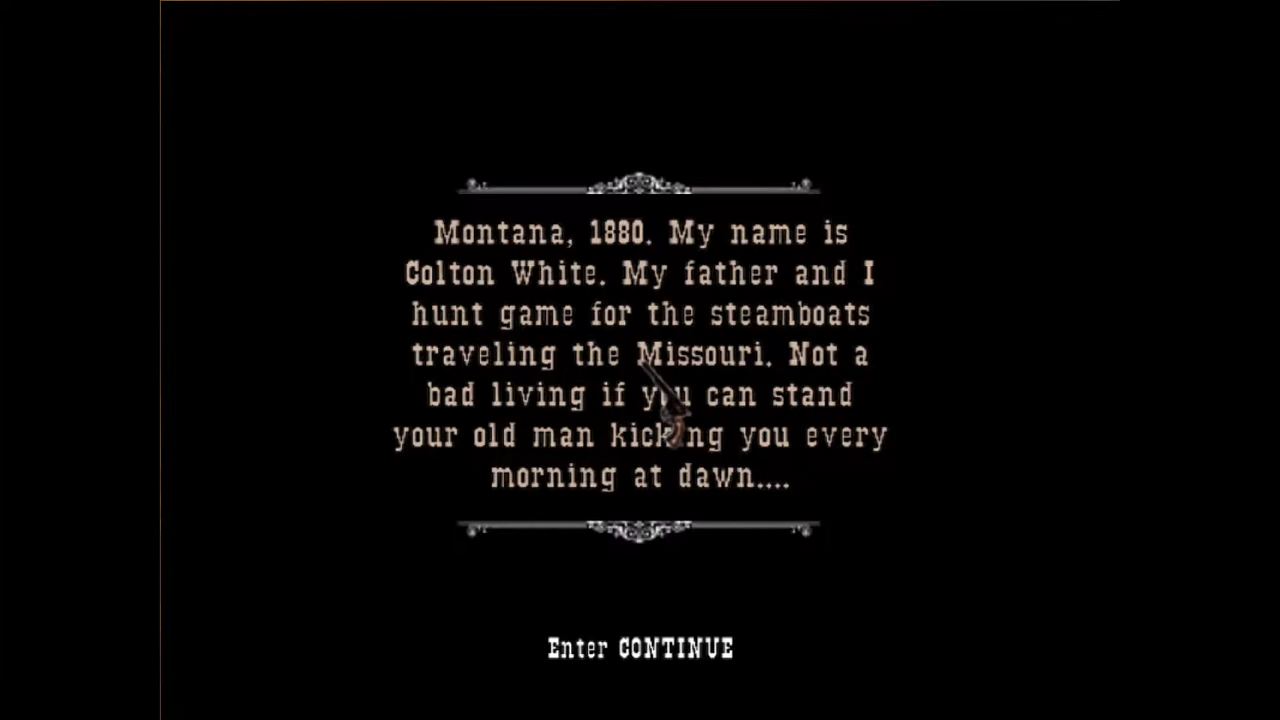 Montana, 1880. My name is
Colton White. My father and I
hunt game for the steamboats
traveling the Missouri. Not a
bad living if you can stand
your old man kicking you every
morning at dawn....
Enter CONTINUE